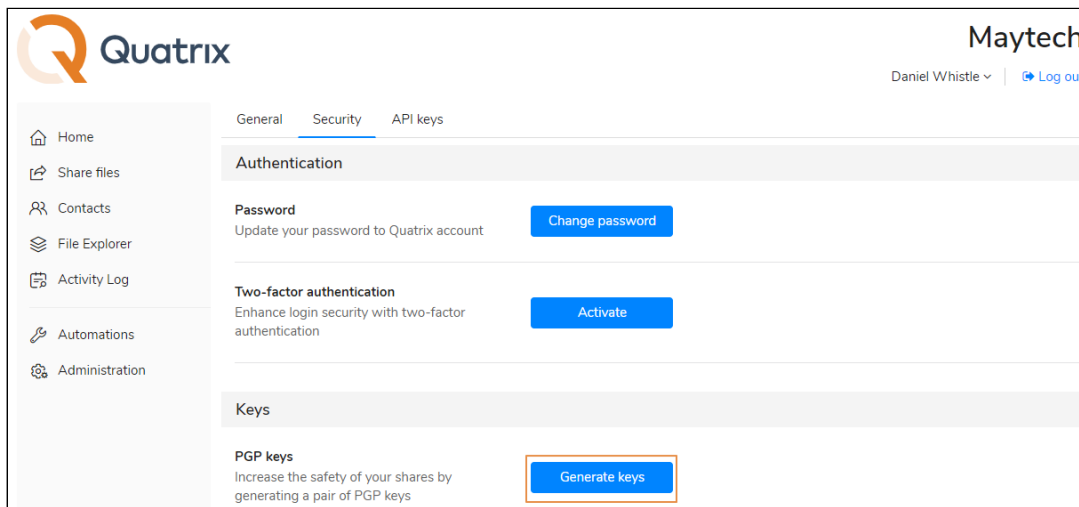 Quatrix
Maytech
Daniel Whistle
Log ou
Home
Share files
Contacts
File Explorer
Activity Log
Automations
Administration
General Security API keys
Authentication
Password
Update your password to Quatrix account
Change password
Two-factor authentication
Enhance login security with two-factor
authentication
Activate
Keys
PGP keys
Increase the safety of your shares by
generating a pair of PGP keys
Generate keys